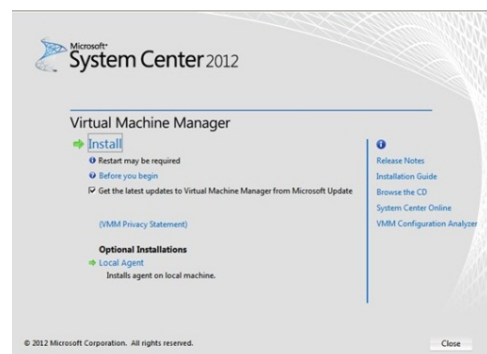 Microsoft®
System Center 2012
Virtual Machine Manager
Install
Restart may be required
Before you begin
Get the latest updates to Virtual Machine Manager from Microsoft Update
(VMM Privacy Statement)
Optional Installations
Local Agent
Installs agent on local machine.
Release Notes
Installation Guide
Browse the CD
System Center Online
VMM Configuration Analyzer
© 2012 Microsoft Corporation. All rights reserved.
Close